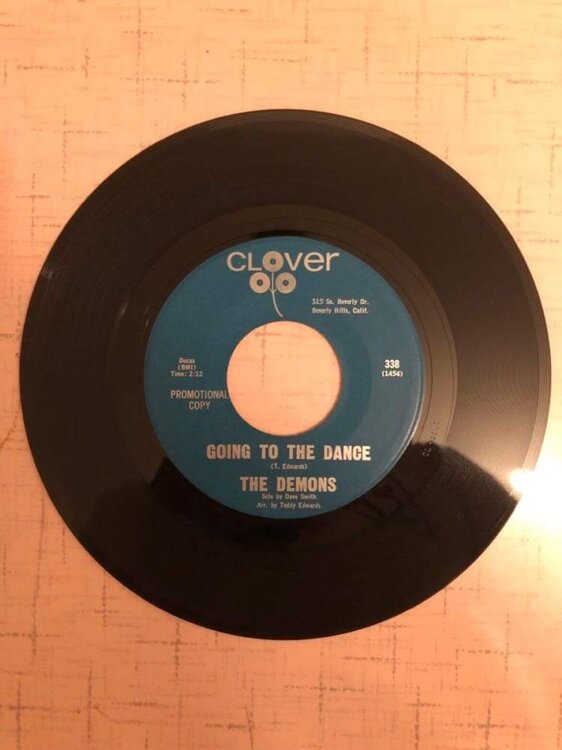 CLOVER
315 So. Beverly Dr.
Beverly Hills, Calif.
Ducas
(BMI)
Time: 2:12
338
(1454)
PROMOTIONAL
COPY
GOING TO THE DANCE
(T. Edwards)
THE DEMONS
Solo by Dave Smith
Arr. by Teddy Edwards